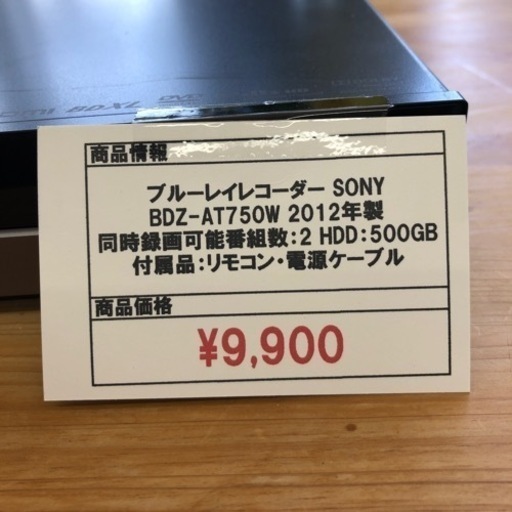 BDXL
商品情報
ブルーレイレコーダー SONY
BDZ-AT750W 2012年製
同時録画可能番組数:2 HDD:500GB
付属品:リモコン・電源ケーブル
商品価格
¥9,900